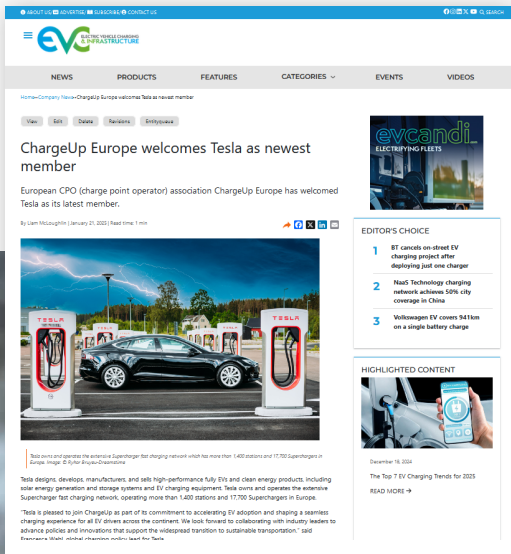 ABOUT US/ ADVERTISE/ SUBSCRIBE/ CONTACT US
SEARCH
EVC ELECTRIC VEHICLE CHARGING
& INFRASTRUCTURE
NEWS PRODUCTS FEATURES CATEGORIES EVENTS VIDEOS
Home»Company News»ChargeUp Europe welcomes Tesla as newest member
View Edit Delete Revisions Entityqueue
ChargeUp Europe welcomes Tesla as newest
member
European CPO (charge point operator) association ChargeUp Europe has welcomed
Tesla as its latest member.
By Liam McLoughlin | January 21, 2025 | Read time: 1 min
TESLA
TESLA
Tesla owns and operates the extensive Supercharger fast charging network which has more than 1,400 stations and 17,700 Superchargers in
Europe. Image: © Ryhor Bruyeu-Dreamstime
Tesla designs, develops, manufactures, and sells high-performance fully EVs and clean energy products, including
solar energy generation and storage systems and EV charging equipment. Tesla owns and operates the extensive
Supercharger fast charging network, operating more than 1,400 stations and 17,700 Superchargers in Europe.
"Tesla is pleased to join ChargeUp as part of its commitment to accelerating EV adoption and shaping a seamless
charging experience for all EV drivers across the continent. We look forward to collaborating with industry leaders to
advance policies and innovations that support the widespread transition to sustainable transportation." said
Francesca Wahl, global charging policy lead for Tesla.
evcandi
ELECTRIFYING FLEETS
EDITOR'S CHOICE
1 BT cancels on-street EV
charging project after
deploying just one charger
2 NaaS Technology charging
network achieves 50% city
coverage in China
3 Volkswagen EV covers 941km
on a single battery charge
HIGHLIGHTED CONTENT
December 16, 2024
The Top 7 EV Charging Trends for 2025
READ MORE →